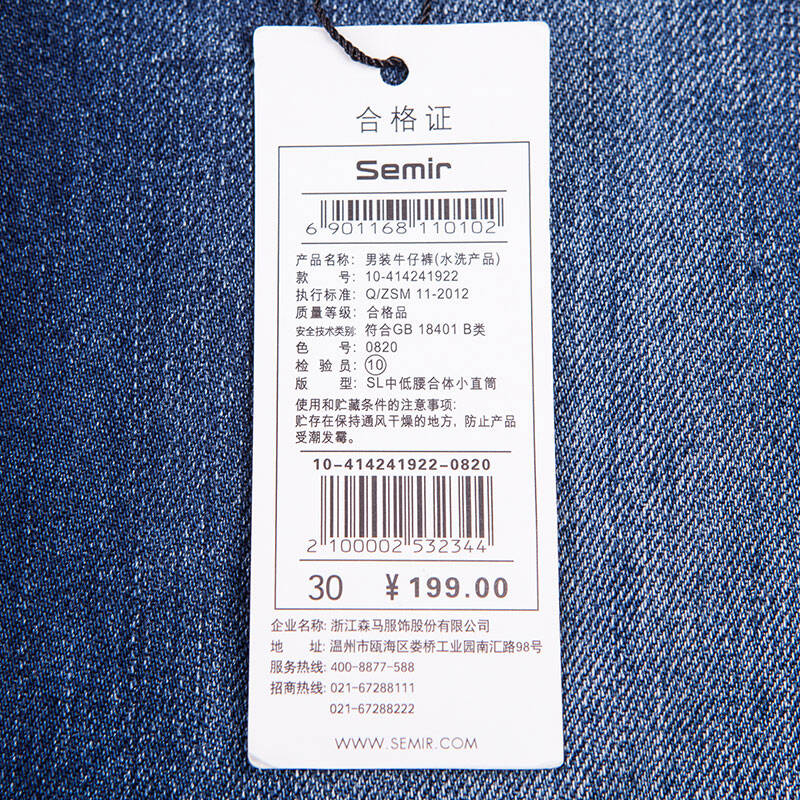 合格证
Semir
6 901168 110102
产品名称: 男装牛仔裤(水洗产品)
款 号: 10-414241922
执行标准: Q/ZSM 11-2012
质量等级: 合格品
安全技术类别: 符合GB 18401 B类
色 号: 0820
检 验 员: ⑩
版 型: SL中低腰合体小直筒
使用和贮藏条件的注意事项:
贮存在保持通风干燥的地方, 防止产品
受潮发霉。
10-414241922-0820
2 100002 532344
30 ¥199.00
企业名称: 浙江森马服饰股份有限公司
地 址: 温州市瓯海区娄桥工业园南汇路98号
服务热线: 400-8877-588
招商热线: 021-67288111
021-67288222
WWW.SEMIR.COM